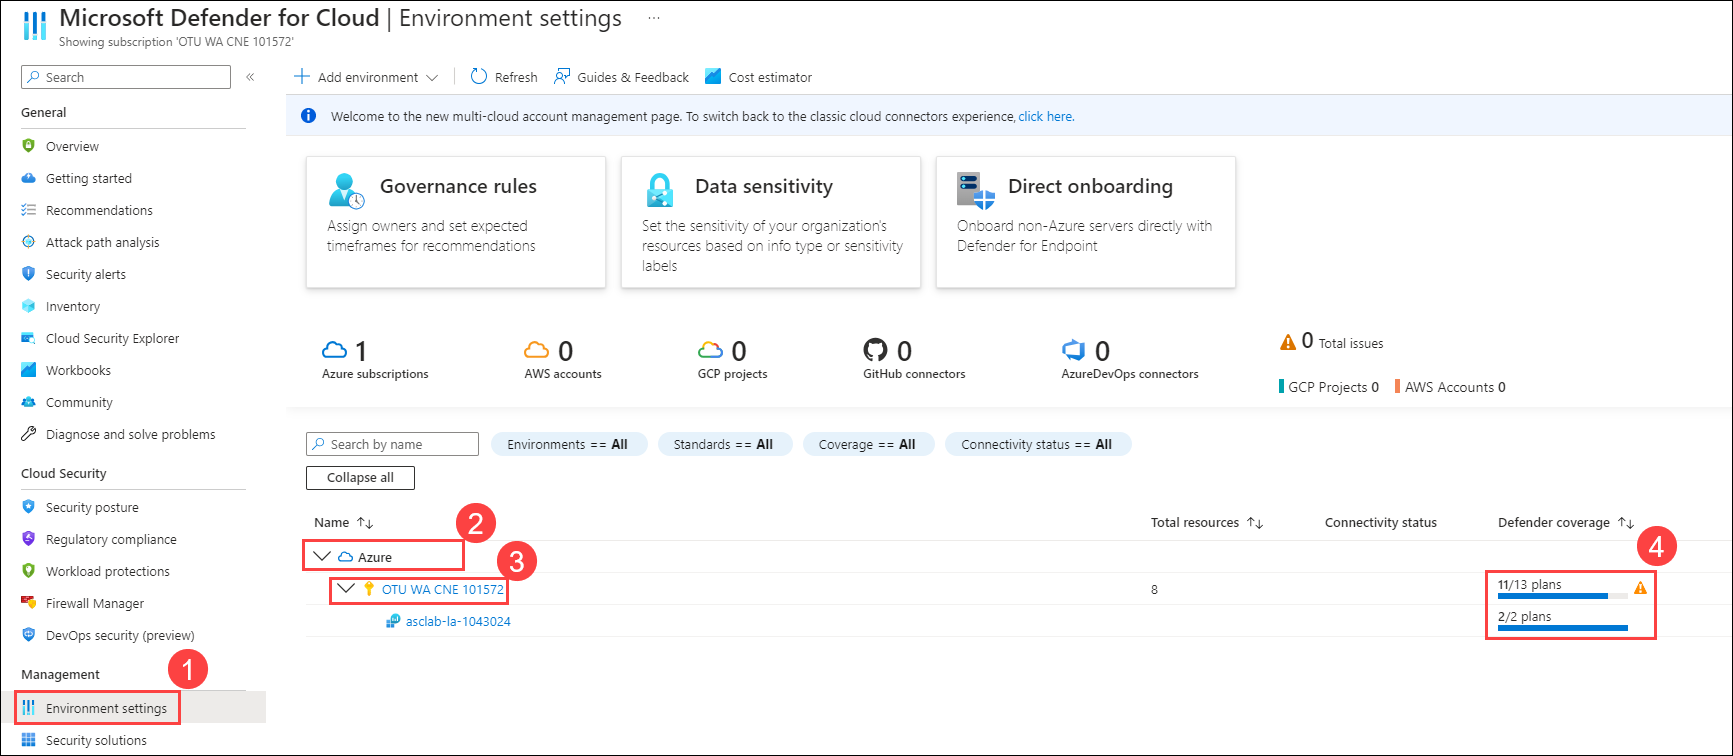 Microsoft Defender for Cloud | Environment settings ...
Showing subscription 'OTU WA CNE 101572'
Search «
General
Overview
Getting started
Recommendations
Attack path analysis
Security alerts
Inventory
Cloud Security Explorer
Workbooks
Community
Diagnose and solve problems
Cloud Security
Security posture
Regulatory compliance
Workload protections
Firewall Manager
DevOps security (preview)
Management
1
Environment settings
Security solutions
Add environment Refresh Guides & Feedback Cost estimator
Welcome to the new multi-cloud account management page. To switch back to the classic cloud connectors experience, click here.
Governance rules
Assign owners and set expected
timeframes for recommendations
Data sensitivity
Set the sensitivity of your organization's
resources based on info type or sensitivity
labels
Direct onboarding
Onboard non-Azure servers directly with
Defender for Endpoint
1
Azure subscriptions
0
AWS accounts
0
GCP projects
0
GitHub connectors
0
AzureDevOps connectors
0 Total issues
GCP Projects 0 AWS Accounts 0
Search by name Environments == All Standards == All Coverage == All Connectivity status == All
Collapse all
Name ↑↓ Total resources ↑↓ Connectivity status Defender coverage ↑↓
2
Azure
3
4
OTU WA CNE 101572 8 11/13 plans
asclab-la-1043024 2/2 plans